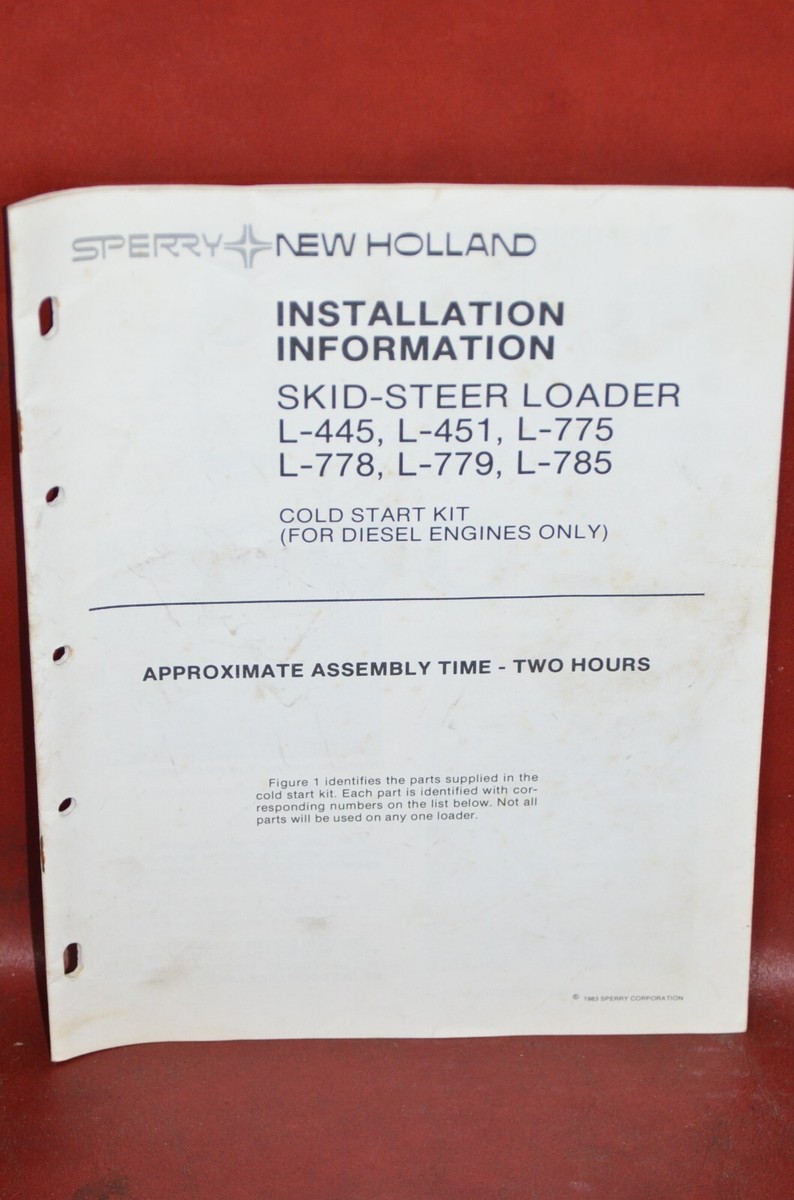 SPERRY NEW HOLLAND
INSTALLATION
INFORMATION
SKID-STEER LOADER
L-445, L-451, L-775
L-778, L-779, L-785
COLD START KIT
(FOR DIESEL ENGINES ONLY)
APPROXIMATE ASSEMBLY TIME - TWO HOURS
Figure 1 identifies the parts supplied in the
cold start kit. Each part is identified with cor-
responding numbers on the list below. Not all
parts will be used on any one loader.
© 1983 SPERRY CORPORATION